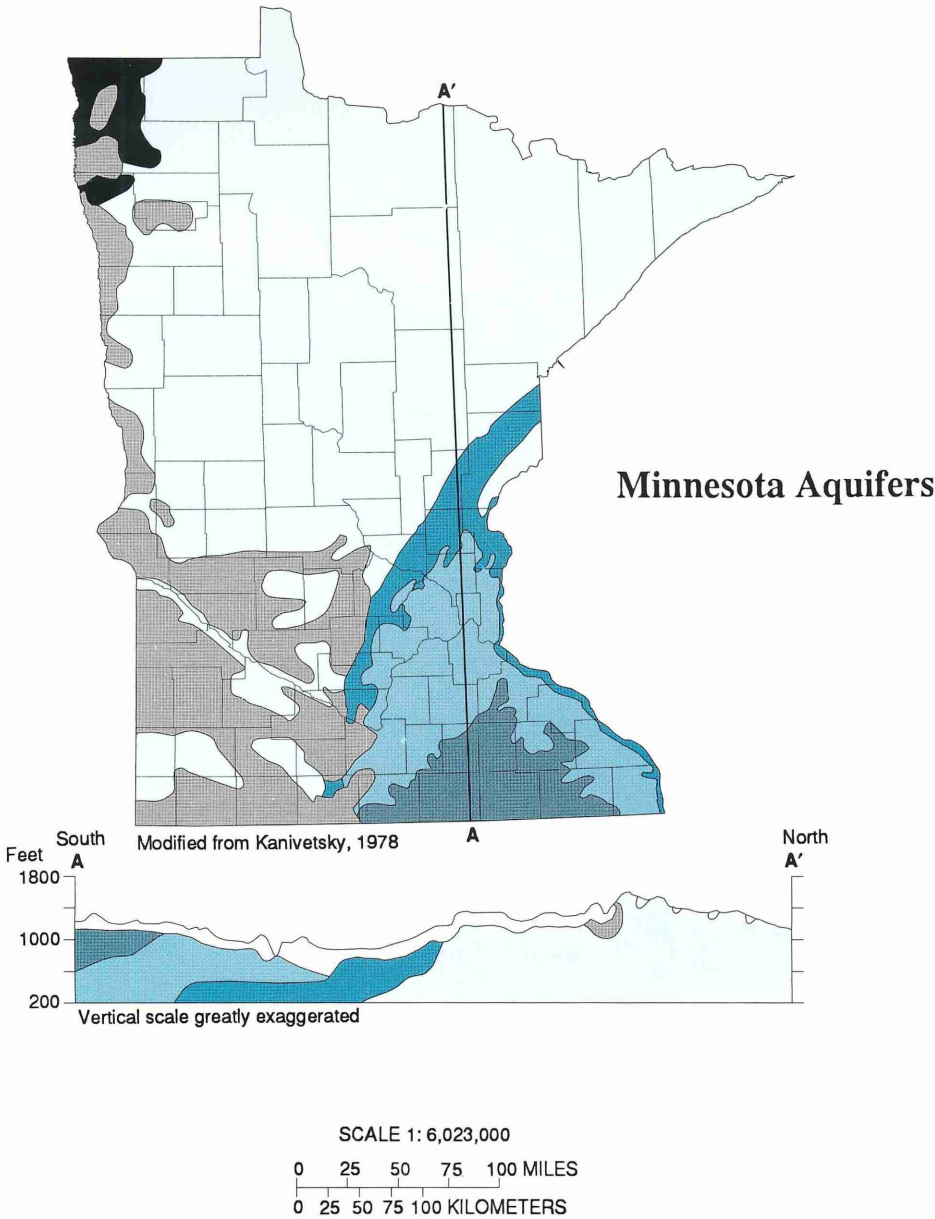 A'
Minnesota Aquifers
Modified from Kanivetsky, 1978
A
South
North
Feet
A
A'
1800
1000
200
Vertical scale greatly exaggerated
SCALE 1: 6,023,000
0 25 50 75 100 MILES
0 25 50 75 100 KILOMETERS